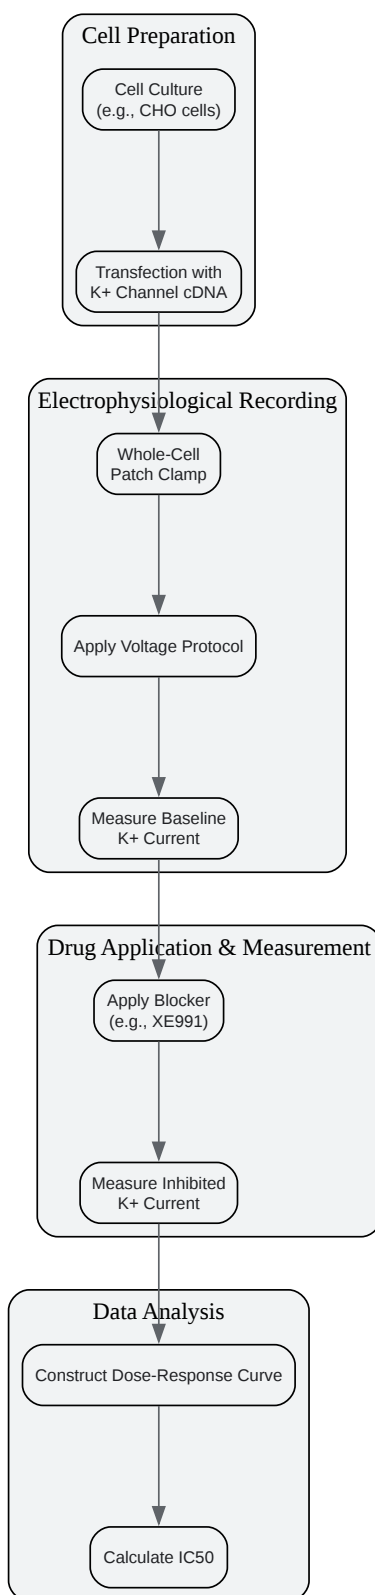 Cell Preparation
Cell Culture
(e.g., CHO cells)
Transfection with
K+ Channel cDNA
Electrophysiological Recording
Whole-Cell
Patch Clamp
Apply Voltage Protocol
Measure Baseline
K+ Current
Drug Application & Measurement
Apply Blocker
(e.g., XE991)
Measure Inhibited
K+ Current
Data Analysis
Construct Dose-Response Curve
Calculate IC50